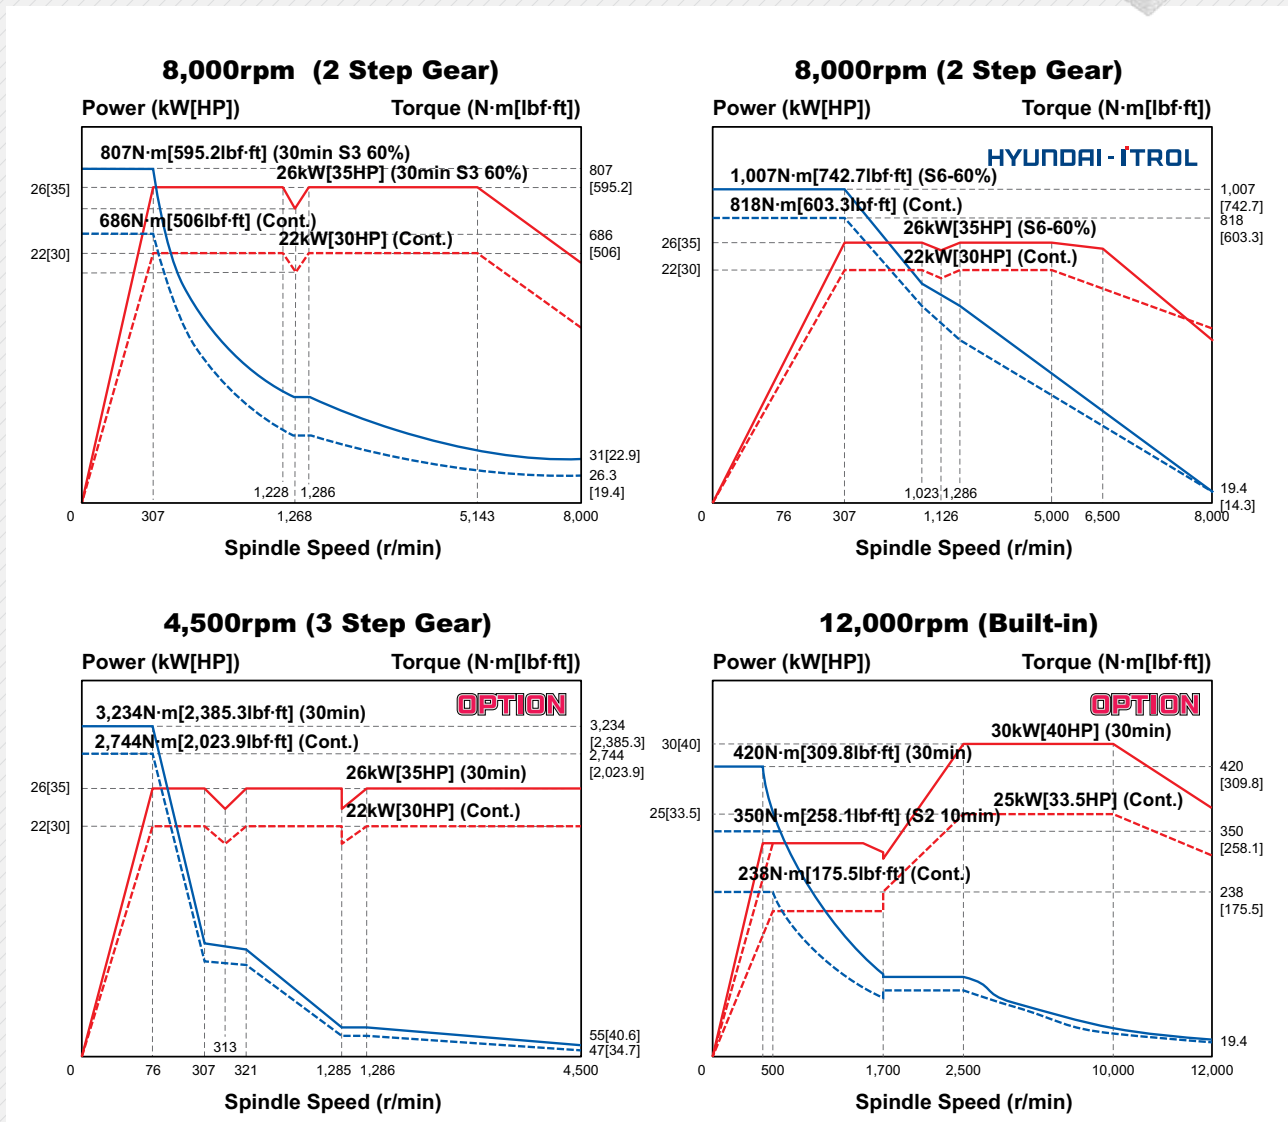 8,000rpm (2 Step Gear)
Power (kW[HP]) Torque (N·m[lbf·ft])
807N·m[595.2lbf·ft] (30min S3 60%)
26kW[35HP] (30min S3 60%)
686N·m[506lbf·ft] (Cont.)
22kW[30HP] (Cont.)
26[35]
22[30]
807
[595.2]
686
[506]
31[22.9]
26.3
[19.4]
1,228 1,286
0 307 1,268 5,143 8,000
Spindle Speed (r/min)
8,000rpm (2 Step Gear)
Power (kW[HP]) Torque (N·m[lbf·ft])
HYUNDAI - iTROL
1,007N·m[742.7lbf·ft] (S6-60%)
818N·m[603.3lbf·ft] (Cont.)
26kW[35HP] (S6-60%)
22kW[30HP] (Cont.)
26[35]
22[30]
1,007
[742.7]
818
[603.3]
19.4
[14.3]
1,023 1,286
0 76 307 1,126 5,000 6,500 8,000
Spindle Speed (r/min)
4,500rpm (3 Step Gear)
Power (kW[HP]) Torque (N·m[lbf·ft])
OPTION
3,234N·m[2,385.3lbf·ft] (30min)
2,744N·m[2,023.9lbf·ft] (Cont.)
26kW[35HP] (30min)
22kW[30HP] (Cont.)
26[35]
22[30]
3,234
[2,385.3]
2,744
[2,023.9]
55[40.6]
47[34.7]
313
0 76 307 321 1,285 1,286 4,500
Spindle Speed (r/min)
12,000rpm (Built-in)
Power (kW[HP]) Torque (N·m[lbf·ft])
OPTION
30kW[40HP] (30min)
420N·m[309.8lbf·ft] (30min)
25kW[33.5HP] (Cont.)
350N·m[258.1lbf·ft] (S2 10min)
238N·m[175.5lbf·ft] (Cont.)
30[40]
25[33.5]
420
[309.8]
350
[258.1]
238
[175.5]
19.4
0 500 1,700 2,500 10,000 12,000
Spindle Speed (r/min)